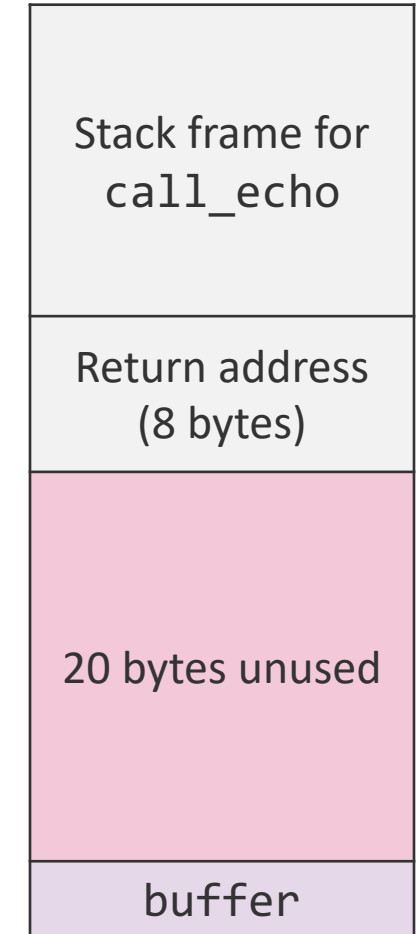 Stack frame for
call_echo
Return address
(8 bytes)
20 bytes unused
buffer